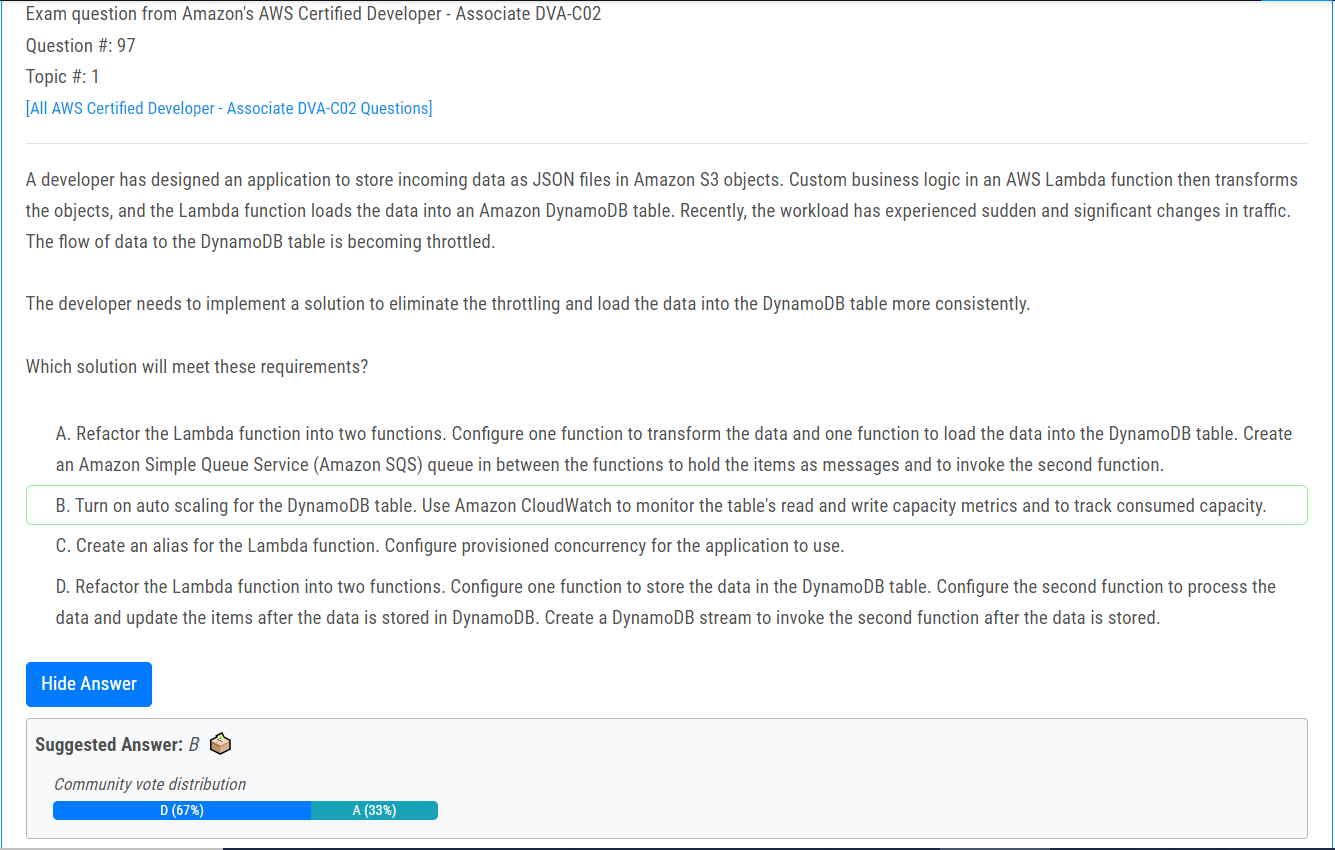 Exam question from Amazon's AWS Certified Developer - Associate DVA-C02
Question #: 97
Topic #: 1
[All AWS Certified Developer - Associate DVA-C02 Questions]
A developer has designed an application to store incoming data as JSON files in Amazon S3 objects. Custom business logic in an AWS Lambda function then transforms
the objects, and the Lambda function loads the data into an Amazon DynamoDB table. Recently, the workload has experienced sudden and significant changes in traffic.
The flow of data to the DynamoDB table is becoming throttled.
The developer needs to implement a solution to eliminate the throttling and load the data into the DynamoDB table more consistently.
Which solution will meet these requirements?
A. Refactor the Lambda function into two functions. Configure one function to transform the data and one function to load the data into the DynamoDB table. Create
an Amazon Simple Queue Service (Amazon SQS) queue in between the functions to hold the items as messages and to invoke the second function.
B. Turn on auto scaling for the DynamoDB table. Use Amazon CloudWatch to monitor the table's read and write capacity metrics and to track consumed capacity.
C. Create an alias for the Lambda function. Configure provisioned concurrency for the application to use.
D. Refactor the Lambda function into two functions. Configure one function to store the data in the DynamoDB table. Configure the second function to process the
data and update the items after the data is stored in DynamoDB. Create a DynamoDB stream to invoke the second function after the data is stored.
Hide Answer
Suggested Answer: B
Community vote distribution
D (67%) A (33%)